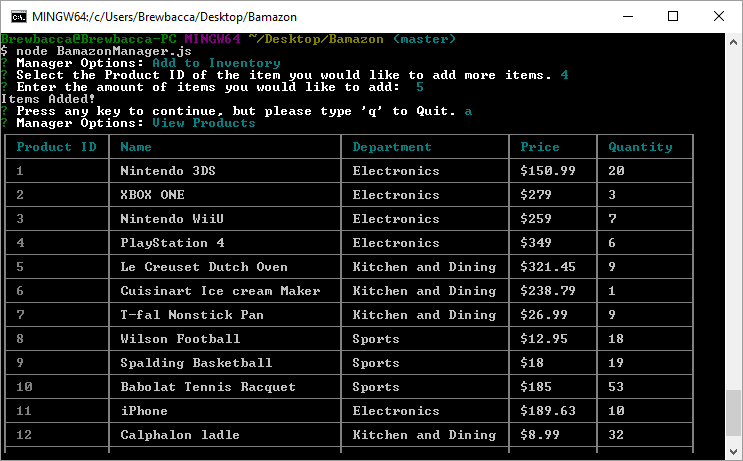 MINGW64:/c/Users/Brewbacca/Desktop/Bamazon
Brewbacca@Brewbacca-PC MINGW64 ~/Desktop/Bamazon (master)
$ node BamazonManager.js
? Manager Options: Add to Inventory
? Select the Product ID of the item you would like to add more items. 4
? Enter the amount of items you would like to add:  5
Items Added!
? Press any key to continue, but please type 'q' to Quit. a
? Manager Options: View Products
Product ID Name Department Price Quantity
1 Nintendo 3DS Electronics $150.99 20
2 XBOX ONE Electronics $279 3
3 Nintendo WiiU Electronics $259 7
4 PlayStation 4 Electronics $349 6
5 Le Creuset Dutch Oven Kitchen and Dining $321.45 9
6 Cuisinart Ice cream Maker Kitchen and Dining $238.79 1
7 T-fal Nonstick Pan Kitchen and Dining $26.99 9
8 Wilson Football Sports $12.95 18
9 Spalding Basketball Sports $18 19
10 Babolat Tennis Racquet Sports $185 53
11 iPhone Electronics $189.63 10
12 Calphalon ladle Kitchen and Dining $8.99 32